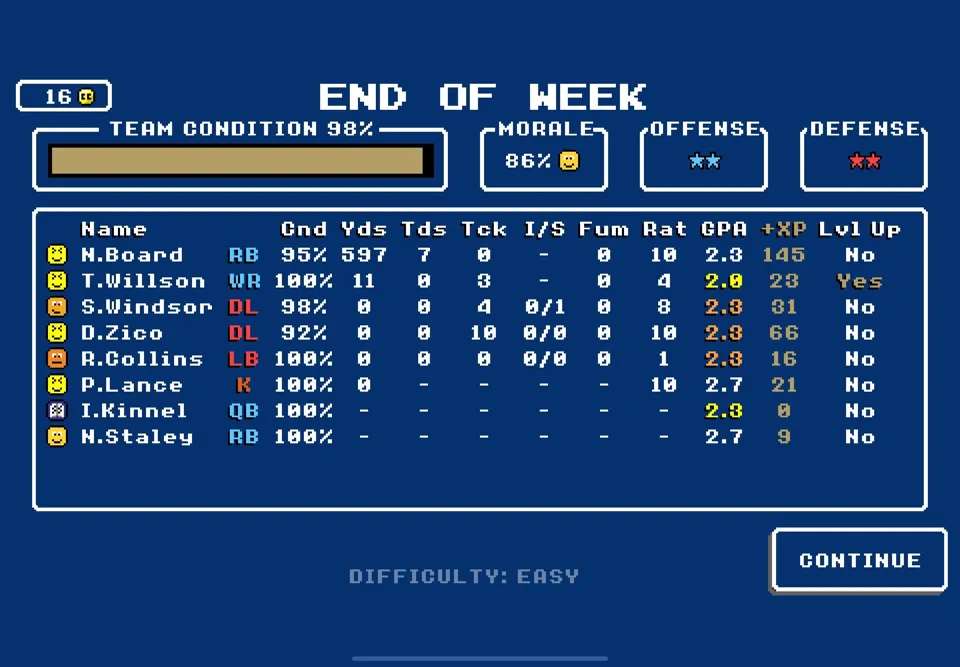 16
END OF WEEK
TEAM CONDITION 98%
MORALE
OFFENSE
DEFENSE
86%
Name Cnd Yds Tds Tck I/S Fum Rat GPA +XP Lvl Up
N.Board RB 95% 597 7 0 - 0 10 2.3 145 No
T.Willson WR 100% 11 0 3 - 0 4 2.0 23 Yes
S.Windsor DL 98% 0 0 4 0/1 0 8 2.3 31 No
D.Zico DL 92% 0 0 10 0/0 0 10 2.3 66 No
R.Collins LB 100% 0 0 0 0/0 0 1 2.3 16 No
P.Lance K 100% 0 - - - - 10 2.7 21 No
I.Kinnel QB 100% - - - - - - 2.3 0 No
N.Staley RB 100% - - - - - - 2.7 9 No
CONTINUE
DIFFICULTY: EASY